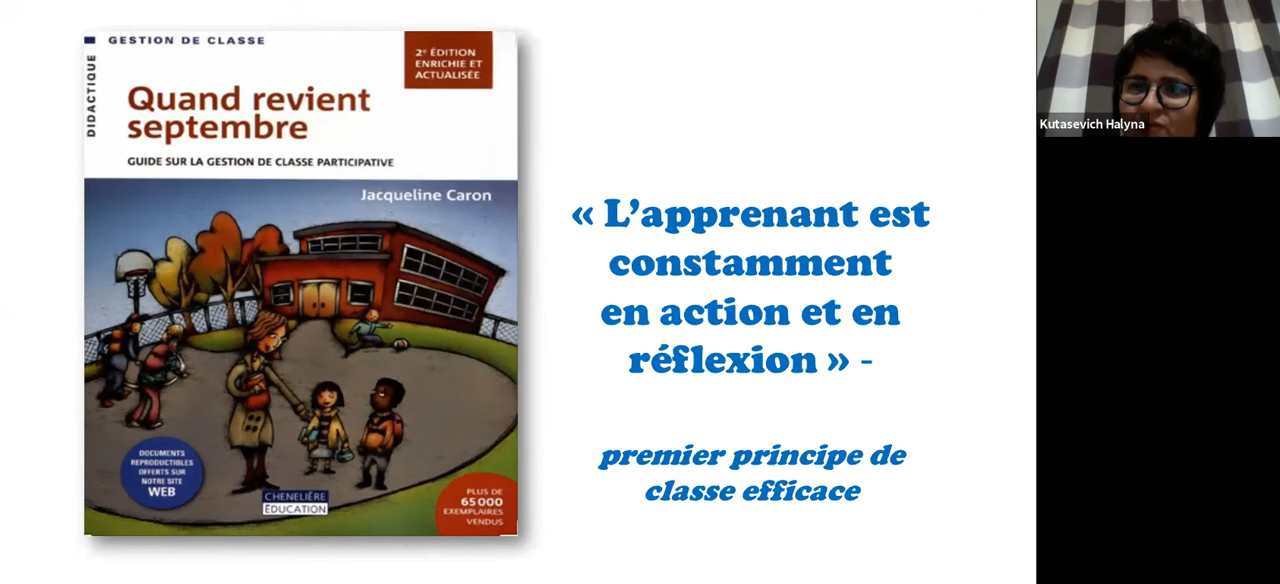 GESTION DE CLASSE
DIDACTIQUE
2e ÉDITION
ENRICHIE ET
ACTUALISÉE
Quand revient
septembre
GUIDE SUR LA GESTION DE CLASSE PARTICIPATIVE
Jacqueline Caron
DOCUMENTS
REPRODUCTIBLES
OFFERTS SUR
NOTRE SITE
WEB
CHENELIÈRE
ÉDUCATION
PLUS DE
65 000
EXEMPLAIRES
VENDUS
« L’apprenant est
constamment
en action et en
réflexion » -
premier principe de
classe efficace
Kutasevich Halyna